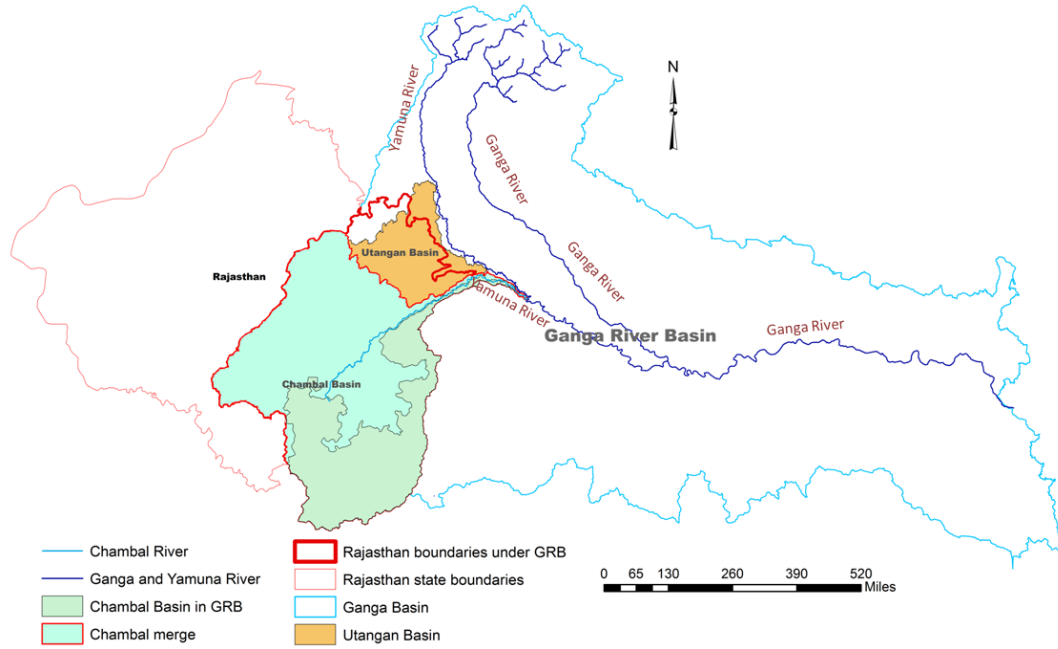 N
Yamuna River
Ganga River
Utangan Basin
Rajasthan
Ganga River
Yamuna River
Ganga River Basin
Ganga River
Chambal Basin
Chambal River
Ganga and Yamuna River
Chambal Basin in GRB
Chambal merge
Rajasthan boundaries under GRB
Rajasthan state boundaries
Ganga Basin
Utangan Basin
0 65 130 260 390 520
Miles